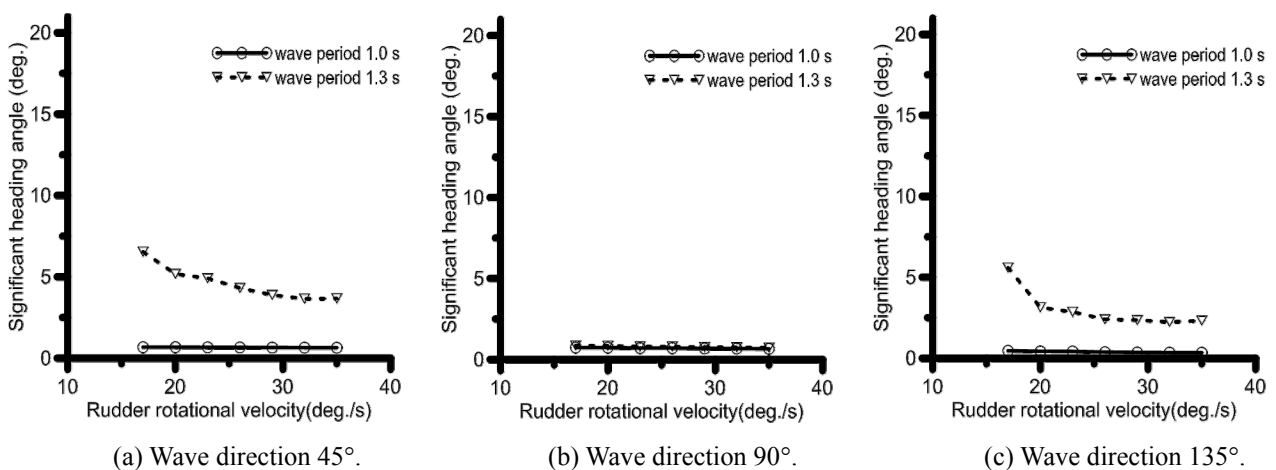 Significant heading angle (deg.)
20
15
10
5
0
wave period 1.0 s
wave period 1.3 s
10 20 30 40
Rudder rotational velocity(deg./s)
(a) Wave direction 45°.
Significant heading angle (deg.)
20
15
10
5
0
wave period 1.0 s
wave period 1.3 s
10 20 30 40
Rudder rotational velocity(deg./s)
(b) Wave direction 90°.
Significant heading angle (deg.)
20
15
10
5
0
wave period 1.0 s
wave period 1.3 s
10 20 30 40
Rudder rotational velocity(deg./s)
(c) Wave direction 135°.